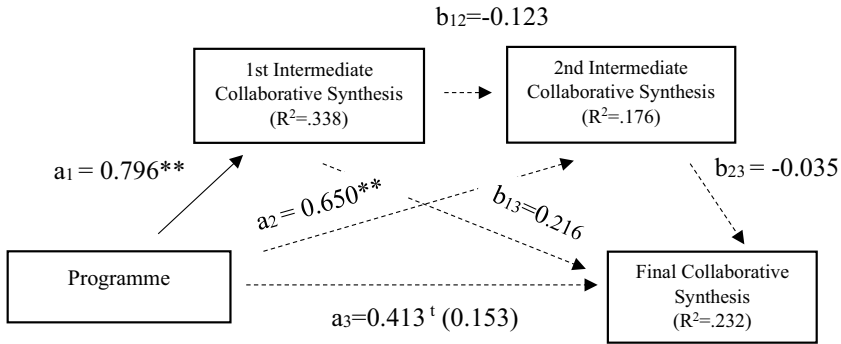 b₁₂=-0.123
1st Intermediate
Collaborative Synthesis
(R²=.338)
2nd Intermediate
Collaborative Synthesis
(R²=.176)
a₁ = 0.796**
a₂ = 0.650**
b₁₃=0.216
b₂₃ = -0.035
Programme
Final Collaborative
Synthesis
(R²=.232)
a₃=0.413 ᵗ (0.153)